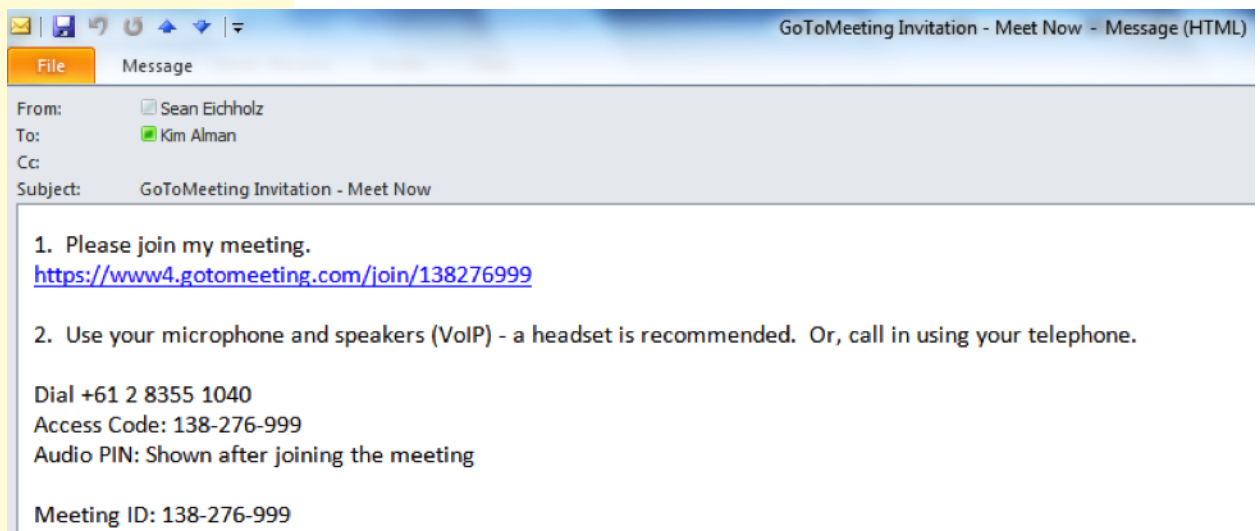 GoToMeeting Invitation - Meet Now - Message (HTML)
File Message
From: Sean Eichholz
To: Kim Alman
Cc:
Subject: GoToMeeting Invitation - Meet Now
1. Please join my meeting.
https://www4.gotomeeting.com/join/138276999
2. Use your microphone and speakers (VoIP) - a headset is recommended. Or, call in using your telephone.
Dial +61 2 8355 1040
Access Code: 138-276-999
Audio PIN: Shown after joining the meeting
Meeting ID: 138-276-999